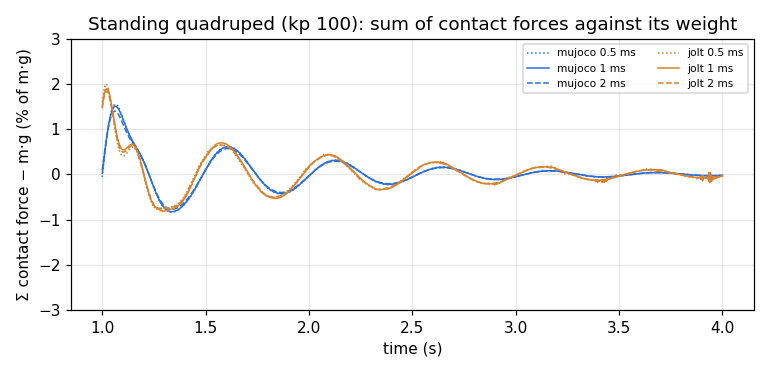 Standing quadruped (kp 100): sum of contact forces against its weight
Σ contact force − m·g (% of m·g)
3
2
1
0
−1
−2
−3
mujoco 0.5 ms
mujoco 1 ms
mujoco 2 ms
jolt 0.5 ms
jolt 1 ms
jolt 2 ms
1.0 1.5 2.0 2.5 3.0 3.5 4.0
time (s)